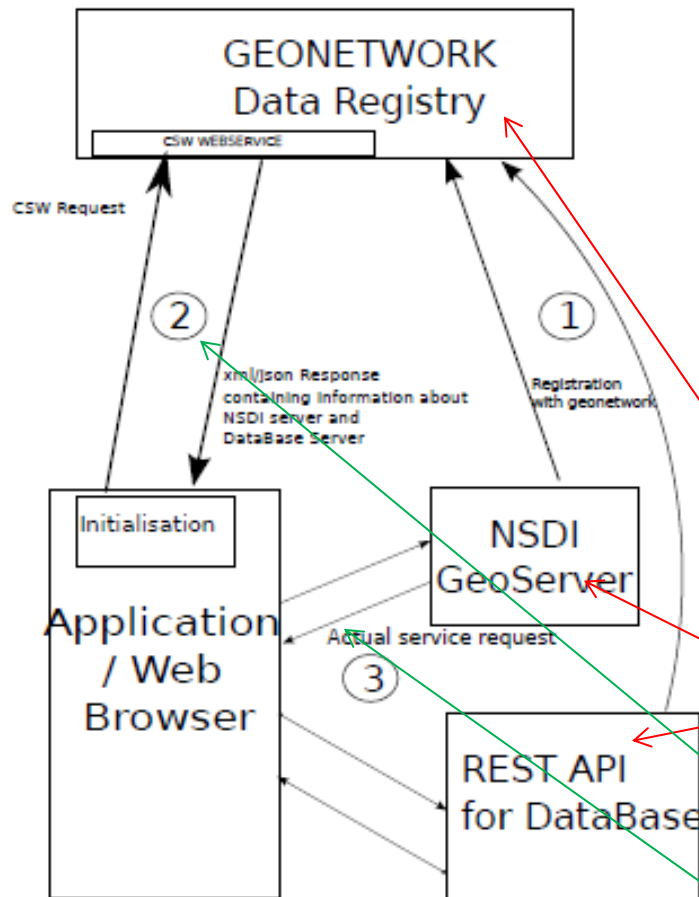 GEONETWORK
Data Registry
CSW WEBSERVICE
CSW Request
2
1
xml/json Response
containing information about
NSDI server and
DataBase Server
Registration
with geonetwork
Initialisation
NSDI
GeoServer
Application
/ Web
Browser
Actual service request
3
REST API
for DataBase